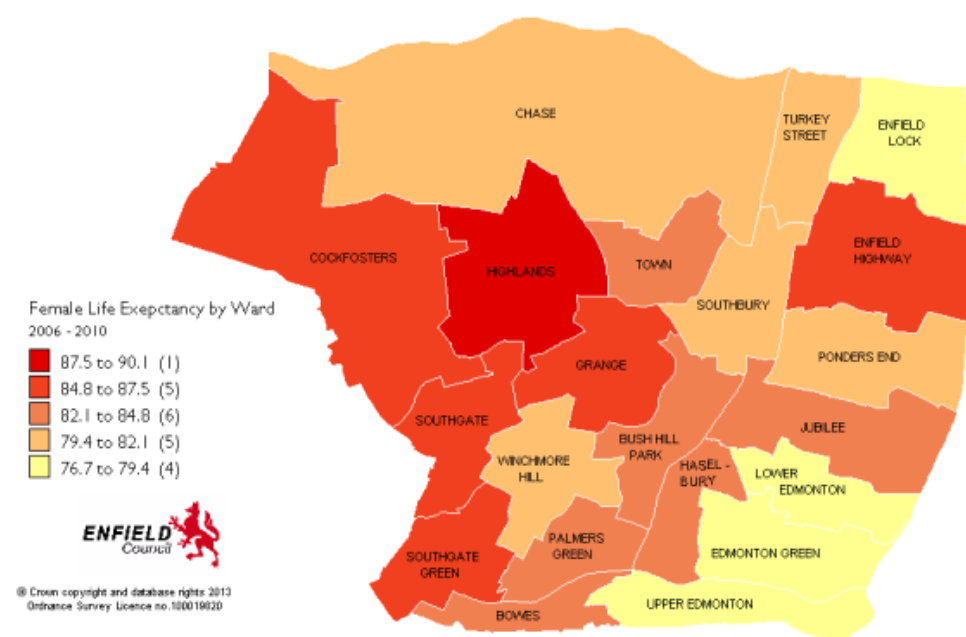 CHASE
TURKEY
STREET
ENFIELD
LOCK
COCKFOSTERS
HIGHLANDS
TOWN
ENFIELD
HIGHWAY
SOUTHBURY
Female Life Exepctancy by Ward
2006 - 2010
87.5 to 90.1 (1)
84.8 to 87.5 (5)
82.1 to 84.8 (6)
79.4 to 82.1 (5)
76.7 to 79.4 (4)
GRANGE
PONDERS END
SOUTHGATE
BUSH HILL
PARK
JUBILEE
WINCHMORE
HILL
HASEL -
BURY
LOWER
EDMONTON
PALMERS
GREEN
EDMONTON GREEN
SOUTHGATE
GREEN
BOWES
UPPER EDMONTON
ENFIELD
Council
© Crown copyright and database rights 2013
Ordnance Survey Licence no.100019820